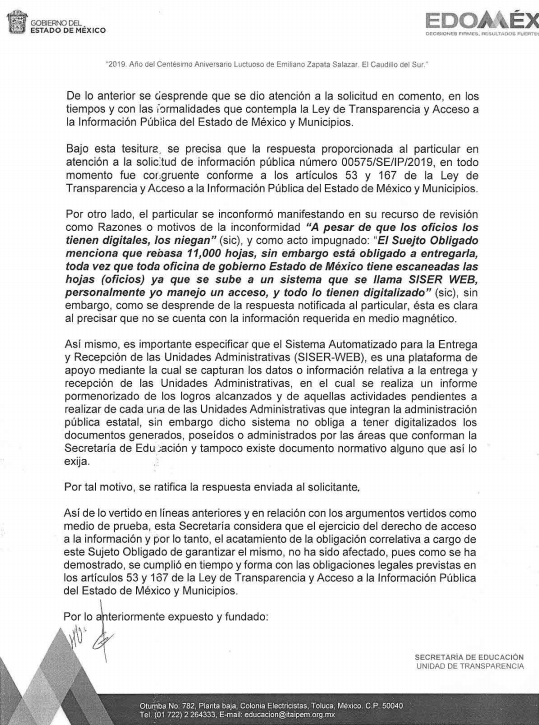 GOBIERNO DEL
ESTADO DE MÉXICO
EDOMÉX
DECISIONES FIRMES, RESULTADOS FUERTES.
"2019. Año del Centésimo Aniversario Luctuoso de Emiliano Zapata Salazar. El Caudillo del Sur."
De lo anterior se desprende que se dio atención a la solicitud en comento, en los
tiempos y con las formalidades que contempla la Ley de Transparencia y Acceso a
la Información Pública del Estado de México y Municipios.
Bajo esta tesitura, se precisa que la respuesta proporcionada al particular en
atención a la solicitud de información pública número 00575/SE/IP/2019, en todo
momento fue congruente conforme a los artículos 53 y 167 de la Ley de
Transparencia y Acceso a la Información Pública del Estado de México y Municipios.
Por otro lado, el particular se inconformó manifestando en su recurso de revisión
como Razones o motivos de la inconformidad "A pesar de que los oficios los
tienen digitales, los niegan" (sic), y como acto impugnado: "El Suejto Obligado
menciona que rebasa 11,000 hojas, sin embargo está obligado a entregarla,
toda vez que toda oficina de gobierno Estado de México tiene escaneadas las
hojas (oficios) ya que se sube a un sistema que se llama SISER WEB,
personalmente yo manejo un acceso, y todo lo tienen digitalizado" (sic), sin
embargo, como se desprende de la respuesta notificada al particular, ésta es clara
al precisar que no se cuenta con la información requerida en medio magnético.
Así mismo, es importante especificar que el Sistema Automatizado para la Entrega
y Recepción de las Unidades Administrativas (SISER-WEB), es una plataforma de
apoyo mediante la cual se capturan los datos o información relativa a la entrega y
recepción de las Unidades Administrativas, en el cual se realiza un informe
pormenorizado de los logros alcanzados y de aquellas actividades pendientes a
realizar de cada una de las Unidades Administrativas que integran la administración
pública estatal, sin embargo dicho sistema no obliga a tener digitalizados los
documentos generados, poseídos o administrados por las áreas que conforman la
Secretaría de Educación y tampoco existe documento normativo alguno que así lo
exija.
Por tal motivo, se ratifica la respuesta enviada al solicitante.
Así de lo vertido en líneas anteriores y en relación con los argumentos vertidos como
medio de prueba, esta Secretaría considera que el ejercicio del derecho de acceso
a la información y por lo tanto, el acatamiento de la obligación correlativa a cargo de
este Sujeto Obligado de garantizar el mismo, no ha sido afectado, pues como se ha
demostrado, se cumplió en tiempo y forma con las obligaciones legales previstas en
los artículos 53 y 167 de la Ley de Transparencia y Acceso a la Información Pública
del Estado de México y Municipios.
Por lo anteriormente expuesto y fundado:
SECRETARÍA DE EDUCACIÓN
UNIDAD DE TRANSPARENCIA
Otumba No. 782, Planta baja, Colonia Electricistas, Toluca, México. C.P. 50040
Tel. (01 722) 2 264333, E-mail: educacion@itaipem.org.mx